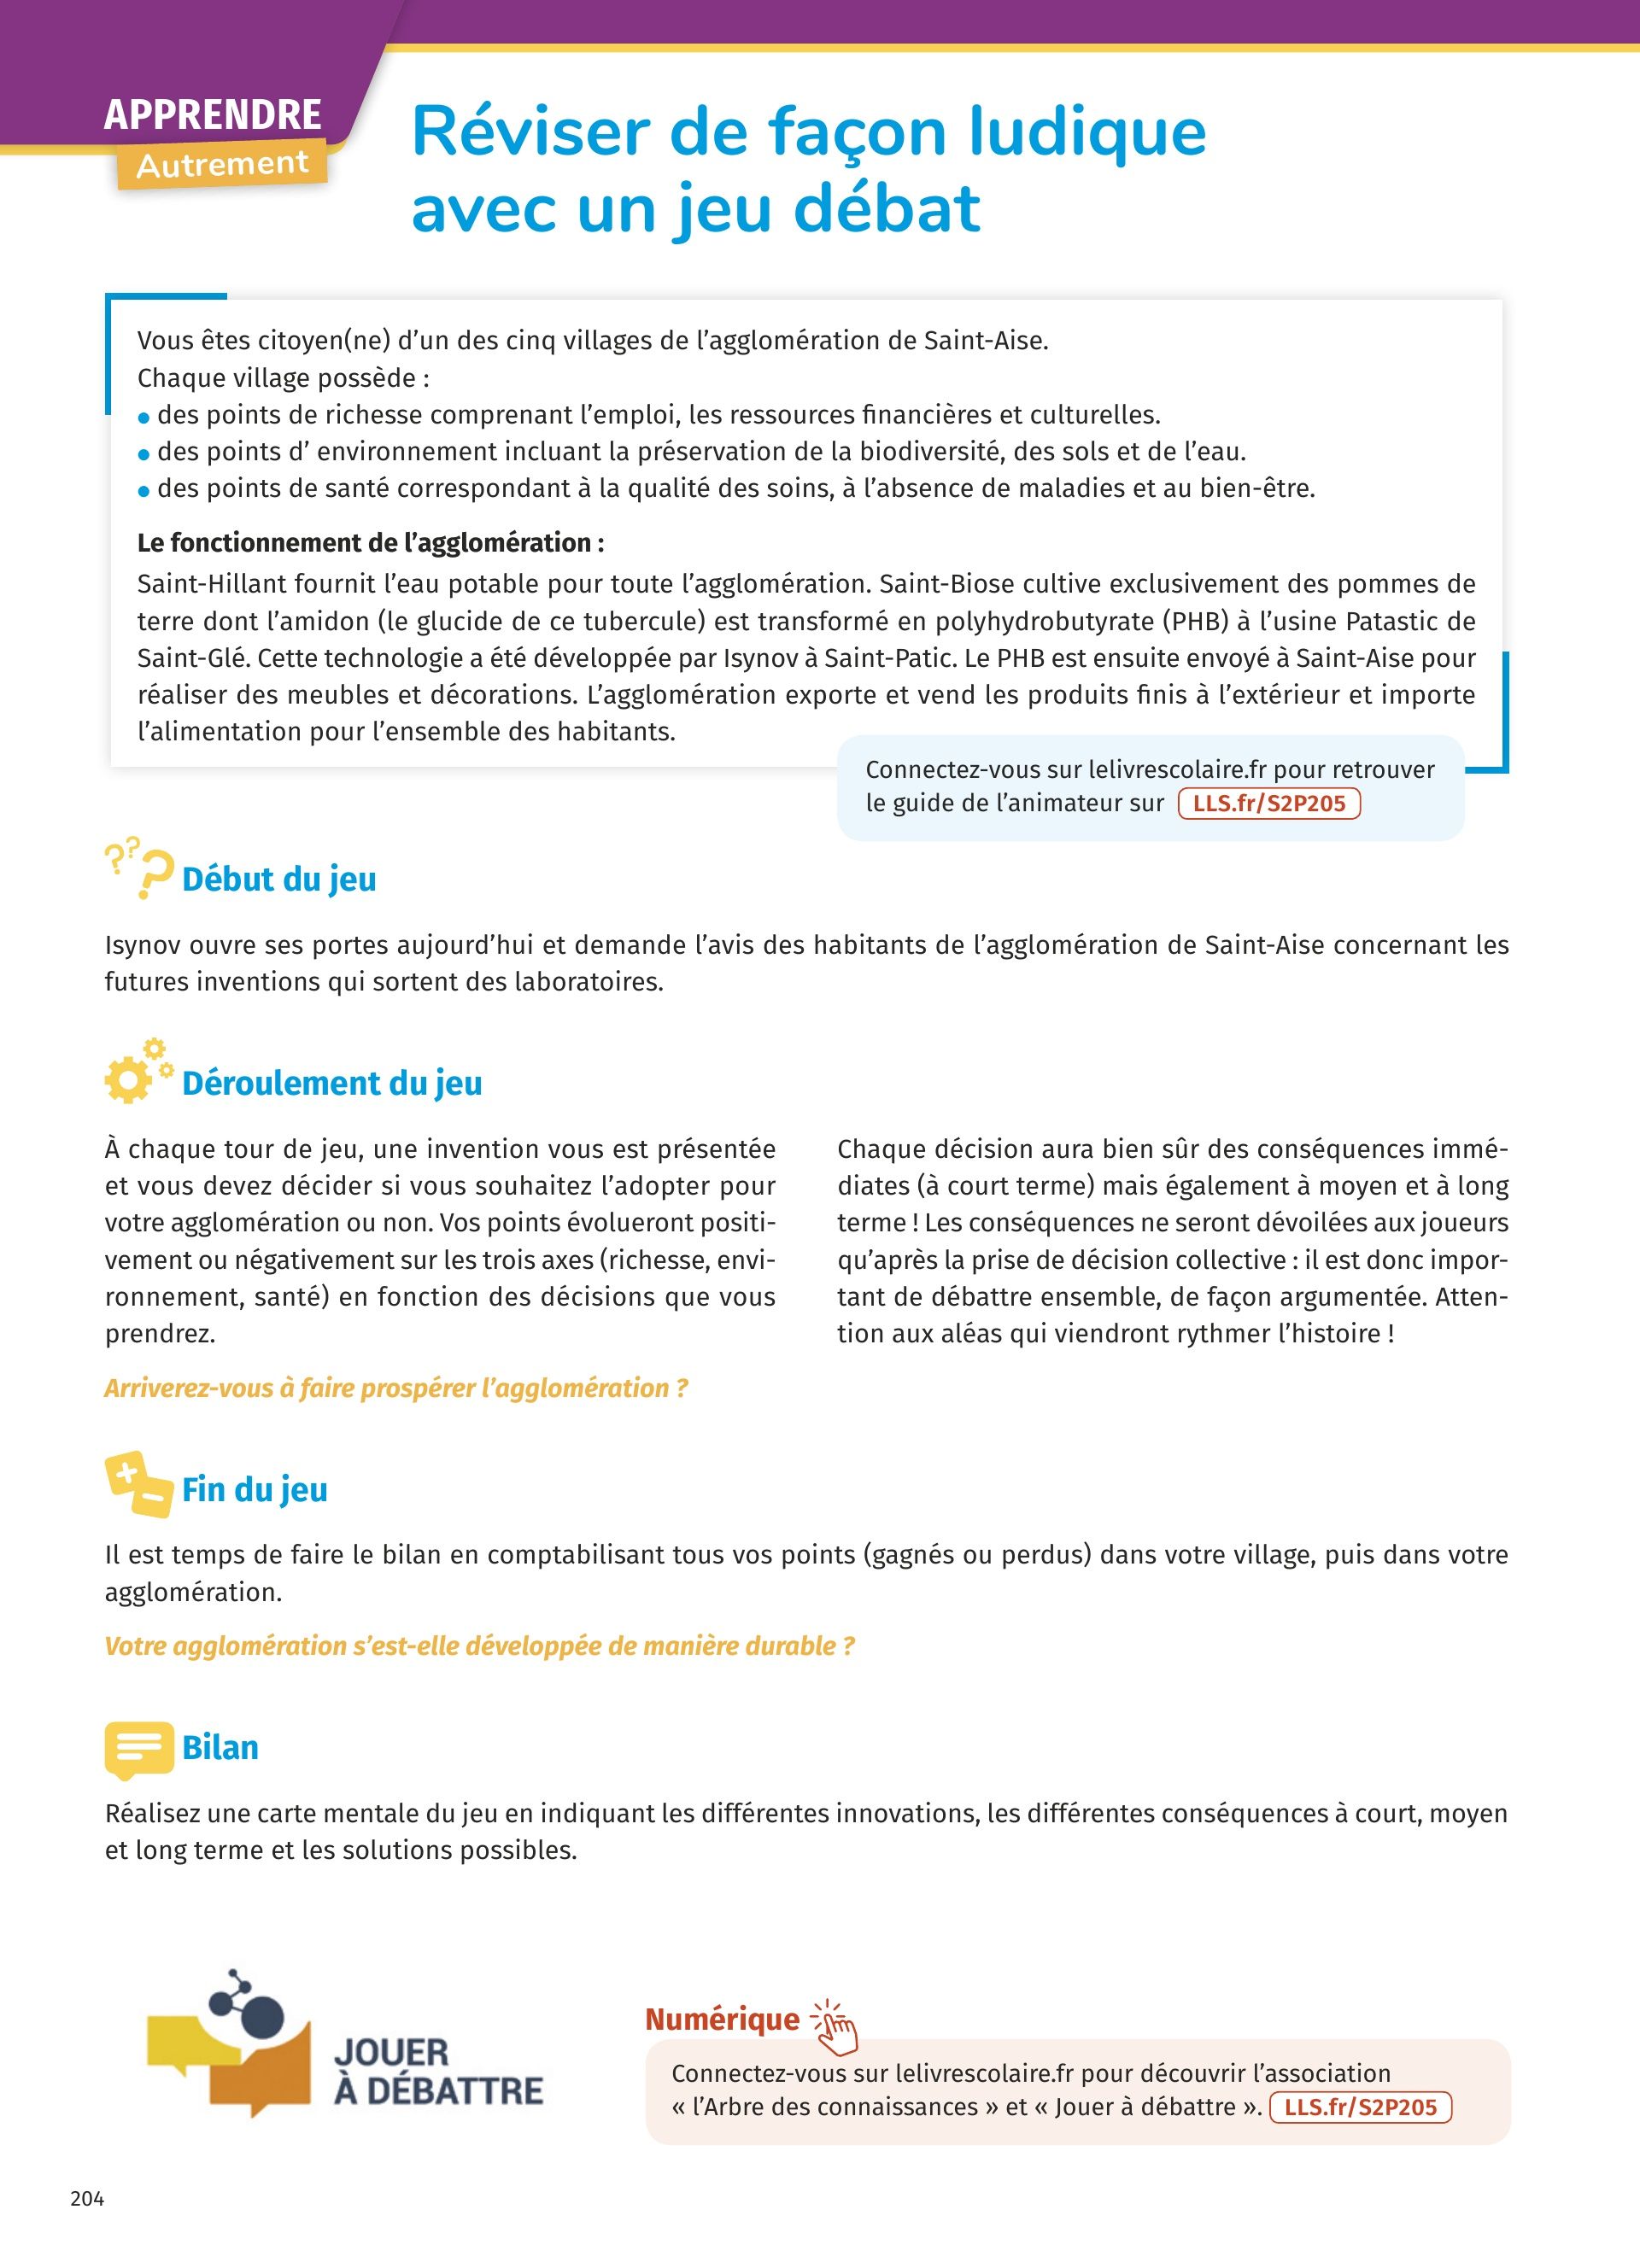 APPRENDRE
Autrement
Réviser de façon ludique
avec un jeu débat
Vous êtes citoyen(ne) d’un des cinq villages de l’agglomération de Saint-Aise.
Chaque village possède :
● des points de richesse comprenant l’emploi, les ressources financières et culturelles.
● des points d’ environnement incluant la préservation de la biodiversité, des sols et de l’eau.
● des points de santé correspondant à la qualité des soins, à l’absence de maladies et au bien-être.
Le fonctionnement de l’agglomération :
Saint-Hillant fournit l’eau potable pour toute l’agglomération. Saint-Biose cultive exclusivement des pommes de
terre dont l’amidon (le glucide de ce tubercule) est transformé en polyhydrobutyrate (PHB) à l’usine Patastic de
Saint-Glé. Cette technologie a été développée par Isynov à Saint-Patic. Le PHB est ensuite envoyé à Saint-Aise pour
réaliser des meubles et décorations. L’agglomération exporte et vend les produits finis à l’extérieur et importe
l’alimentation pour l’ensemble des habitants.
Connectez-vous sur lelivrescolaire.fr pour retrouver
le guide de l’animateur sur LLS.fr/S2P205
???
Début du jeu
Isynov ouvre ses portes aujourd’hui et demande l’avis des habitants de l’agglomération de Saint-Aise concernant les
futures inventions qui sortent des laboratoires.
Déroulement du jeu
À chaque tour de jeu, une invention vous est présentée
et vous devez décider si vous souhaitez l’adopter pour
votre agglomération ou non. Vos points évolueront positi-
vement ou négativement sur les trois axes (richesse, envi-
ronnement, santé) en fonction des décisions que vous
prendrez.
Arriverez-vous à faire prospérer l’agglomération ?
Chaque décision aura bien sûr des conséquences immé-
diates (à court terme) mais également à moyen et à long
terme ! Les conséquences ne seront dévoilées aux joueurs
qu’après la prise de décision collective : il est donc impor-
tant de débattre ensemble, de façon argumentée. Atten-
tion aux aléas qui viendront rythmer l’histoire !
Fin du jeu
Il est temps de faire le bilan en comptabilisant tous vos points (gagnés ou perdus) dans votre village, puis dans votre
agglomération.
Votre agglomération s’est-elle développée de manière durable ?
Bilan
Réalisez une carte mentale du jeu en indiquant les différentes innovations, les différentes conséquences à court, moyen
et long terme et les solutions possibles.
JOUER
À DÉBATTRE
Numérique
Connectez-vous sur lelivrescolaire.fr pour découvrir l’association
« l’Arbre des connaissances » et « Jouer à débattre ». LLS.fr/S2P205
204